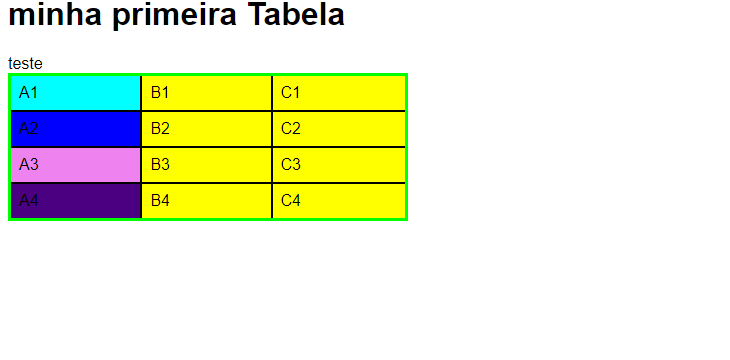 minha primeira Tabela
teste
A1 B1 C1
A2 B2 C2
A3 B3 C3
A4 B4 C4